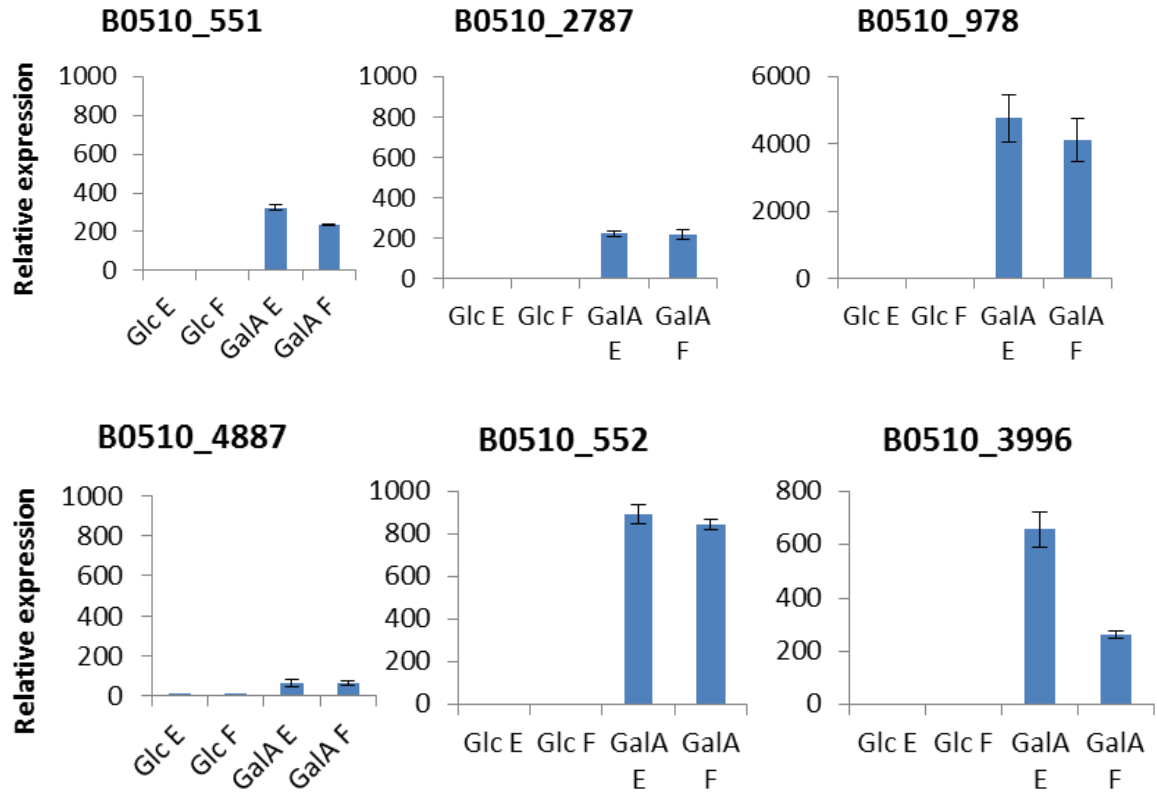 B0510_551
Relative expression
1000
800
600
400
200
0
Glc E
Glc F
GalA E
GalA F
B0510_2787
1000
800
600
400
200
0
Glc E
Glc F
GalA
E
GalA
F
B0510_978
6000
4000
2000
0
Glc E
Glc F
GalA
E
GalA
F
B0510_4887
Relative expression
1000
800
600
400
200
0
Glc E
Glc F
GalA E
GalA F
B0510_552
1000
800
600
400
200
0
Glc E
Glc F
GalA
E
GalA
F
B0510_3996
800
600
400
200
0
Glc E
Glc F
GalA
E
GalA
F